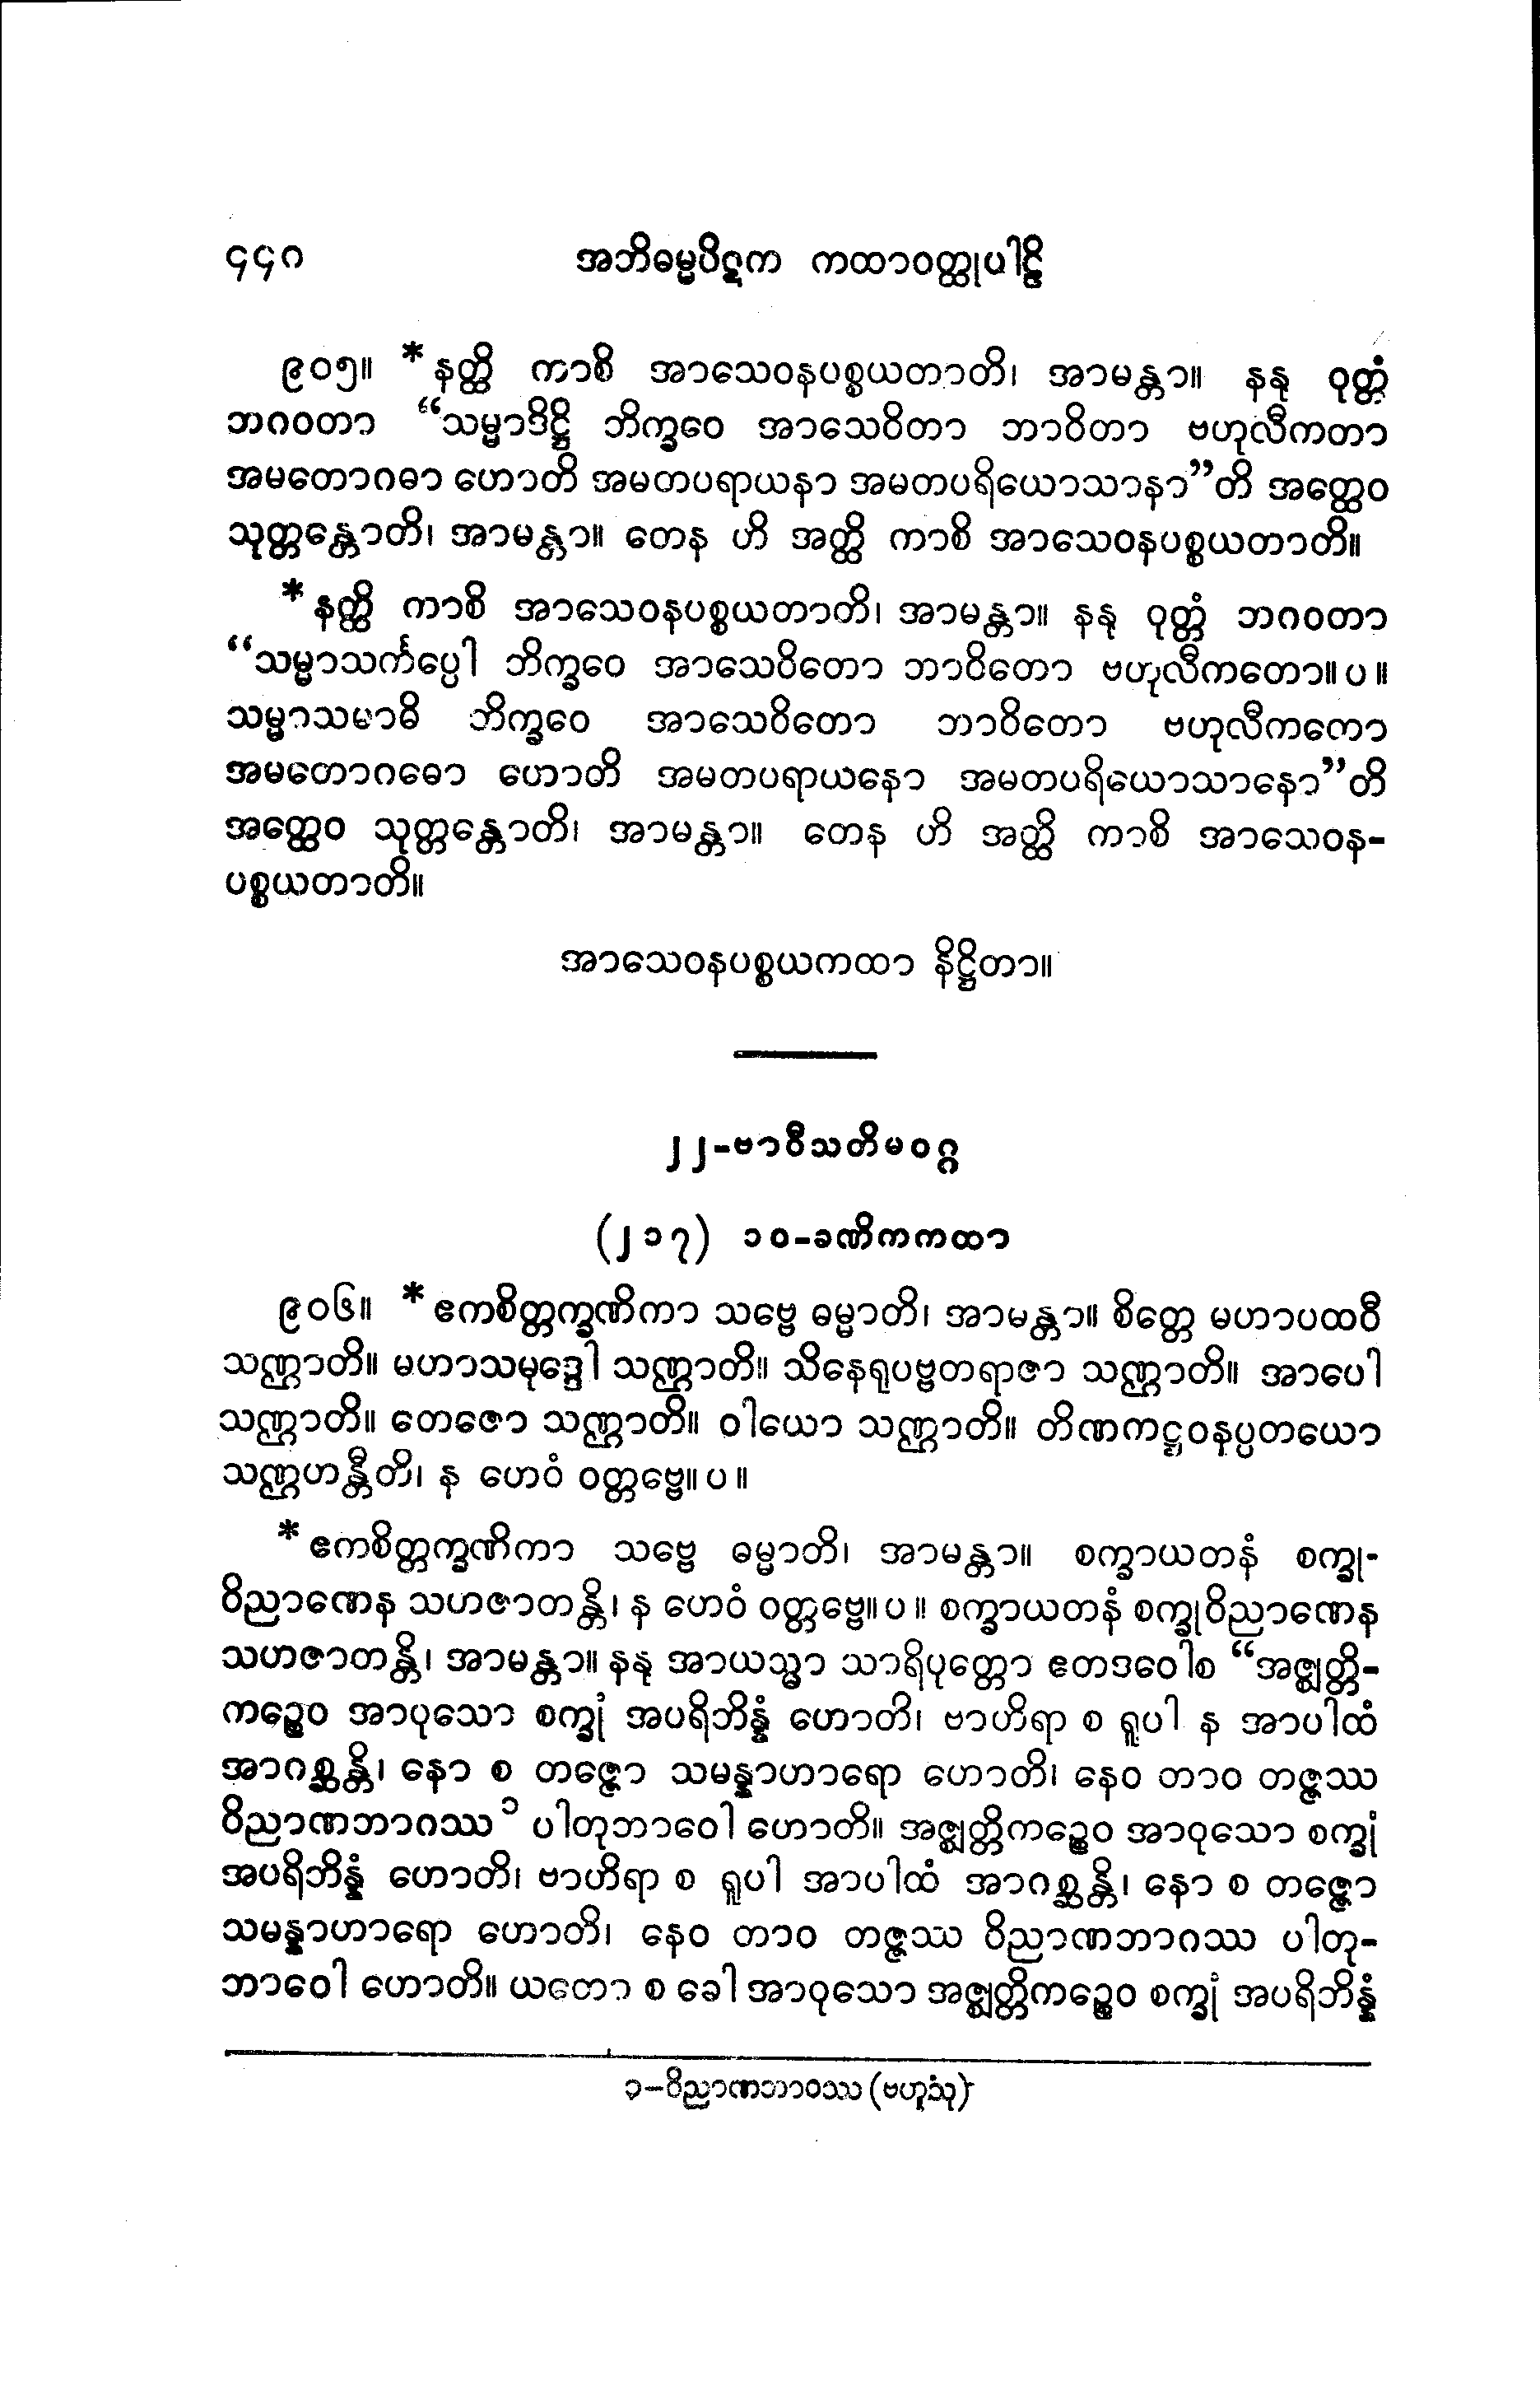 ၄၄၀ အဘိဓမ္မပိဋက ကထာဝတ္ထုပါဠိ
၉၀၅။ *နတ္ထိ ကာစိ အာသေဝနပစ္စယတာတိ၊ အာမန္တာ။ နနု ဝုတ္တံ
ဘဂဝတာ “သမ္မာဒိဋ္ဌိ ဘိက္ခဝေ အာသေဝိတာ ဘာဝိတာ ဗဟုလီကတာ
အမတောဂဓာ ဟောတိ အမတပရာယနာ အမတပရိယောသာနာ”တိ အတ္ထေဝ
သုတ္တန္တောတိ၊ အာမန္တာ။ တေန ဟိ အတ္ထိ ကာစိ အာသေဝနပစ္စယတာတိ။
*နတ္ထိ ကာစိ အာသေဝနပစ္စယတာတိ၊ အာမန္တာ။ နနု ဝုတ္တံ ဘဂဝတာ
“သမ္မာသင်္ကပ္ပေါ ဘိက္ခဝေ အာသေဝိတော ဘာဝိတော ဗဟုလီကတော။ပ။
သမ္မာသမာဓိ ဘိက္ခဝေ အာသေဝိတော ဘာဝိတော ဗဟုလီကကော
အမတောဂဓော ဟောတိ အမတပရာယနော အမတပရိယောသာနော”တိ
အတ္ထေဝ သုတ္တန္တောတိ၊ အာမန္တာ။ တေန ဟိ အတ္ထိ ကာစိ အာသေဝန-
ပစ္စယတာတိ။
အာသေဝနပစ္စယကထာ နိဋ္ဌိတာ။
၂၂-ဗာဝီသတိမဝဂ္ဂ
(၂၁၇) ၁၀-ခဏိကကထာ
၉၀၆။ *ဧကစိတ္တက္ခဏိကာ သဗ္ဗေ ဓမ္မာတိ၊ အာမန္တာ။ စိတ္တေ မဟာပထဝီ
သဏ္ဌာတိ။ မဟာသမုဒ္ဒေါ သဏ္ဌာတိ။ သိနေရုပဗ္ဗတရာဇာ သဏ္ဌာတိ။ အာပေါ
သဏ္ဌာတိ။ တေဇော သဏ္ဌာတိ။ ဝါယော သဏ္ဌာတိ။ တိဏကဋ္ဌဝနပ္ပတယော
သဏ္ဌဟန္တီတိ၊ န ဟေဝံ ဝတ္တဗ္ဗေ။ပ။
*ဧကစိတ္တက္ခဏိကာ သဗ္ဗေ ဓမ္မာတိ၊ အာမန္တာ။ စက္ခာယတနံ စက္ခု-
ဝိညာဏေန သဟဇာတန္တိ၊ န ဟေဝံ ဝတ္တဗ္ဗေ။ပ။ စက္ခာယတနံ စက္ခုဝိညာဏေန
သဟဇာတန္တိ၊ အာမန္တာ။ နနု အာယသ္မာ သာရိပုတ္တော ဧတဒဝေါစ “အဇ္ဈတ္တိ-
ကဉ္စေဝ အာဝုသော စက္ခုံ အပရိဘိန္နံ ဟောတိ၊ ဗာဟိရာ စ ရူပါ န အာပါထံ
အာဂစ္ဆန္တိ၊ နော စ တဇ္ဇော သမန္နာဟာရော ဟောတိ၊ နေဝ တာဝ တဇ္ဇဿ
ဝိညာဏဘာဂဿ ၁ ပါတုဘာဝေါ ဟောတိ။ အဇ္ဈတ္တိကဉ္စေဝ အာဝုသော စက္ခုံ
အပရိဘိန္နံ ဟောတိ၊ ဗာဟိရာ စ ရူပါ အာပါထံ အာဂစ္ဆန္တိ၊ နော စ တဇ္ဇော
သမန္နာဟာရော ဟောတိ၊ နေဝ တာဝ တဇ္ဇဿ ဝိညာဏဘာဂဿ ပါတု-
ဘာဝေါ ဟောတိ။ ယတော စ ခေါ အာဝုသော အဇ္ဈတ္တိကဉ္စေဝ စက္ခုံ အပရိဘိန္နံ
၁-ဝိညာဏဘာဝဿ (ဗဟူသု)